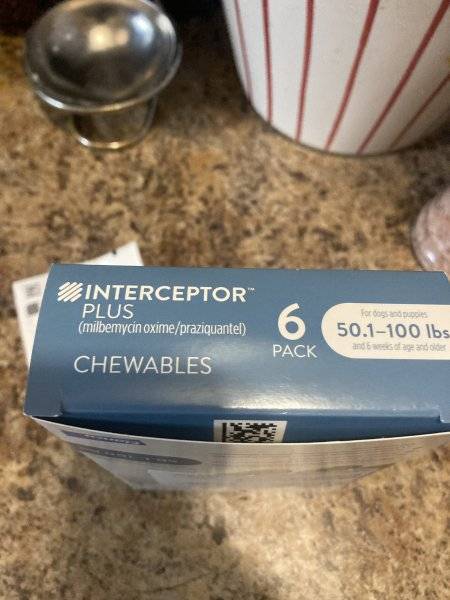 INTERCEPTOR™
PLUS
(milbemycin oxime/praziquantel)
CHEWABLES
6
PACK
For dogs and puppies
50.1–100 lbs
and 6 weeks of age and older